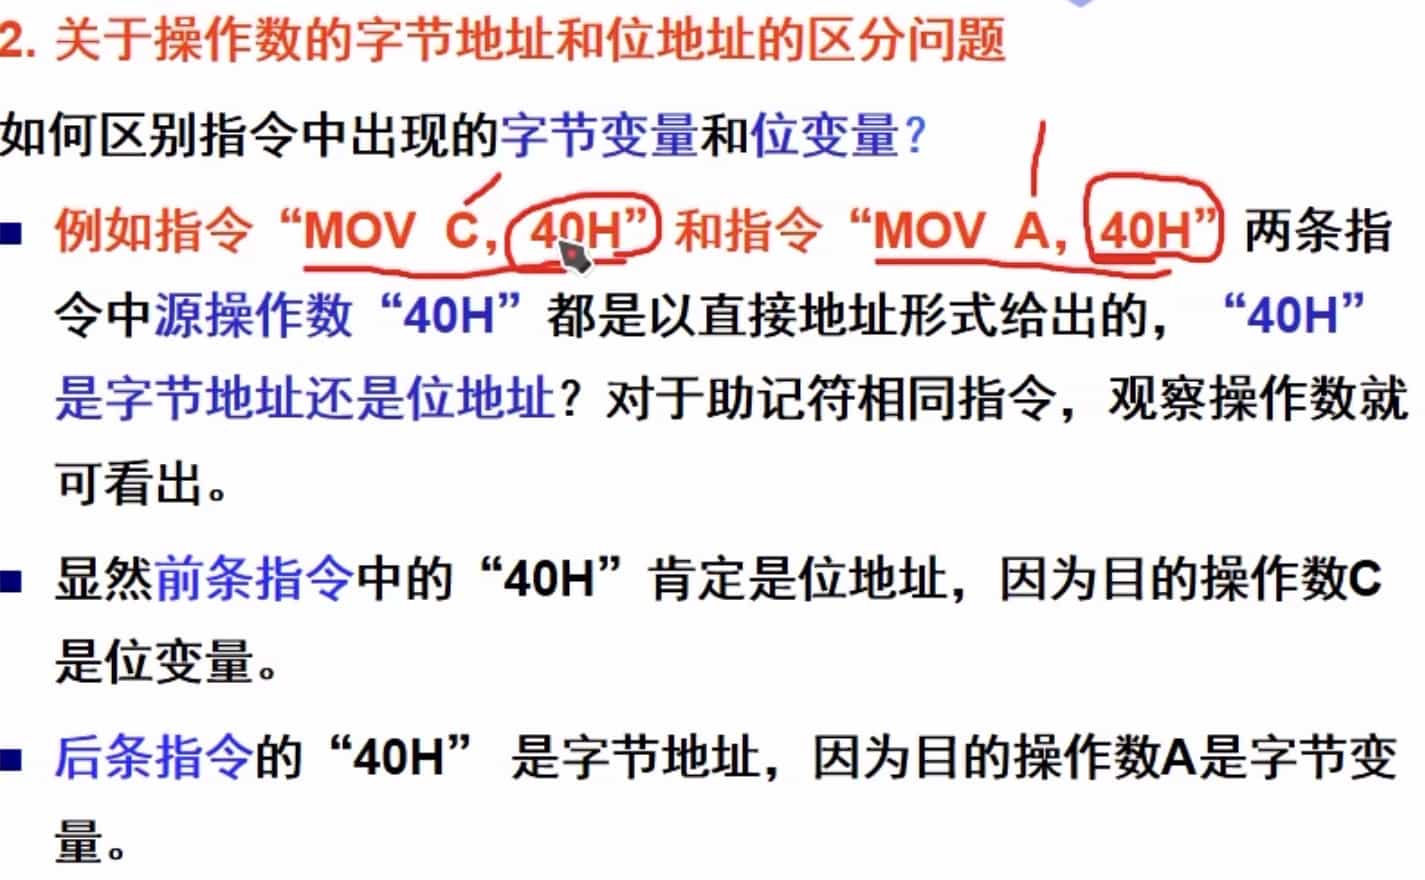 2. 关于操作数的字节地址和位地址的区分问题
如何区别指令中出现的字节变量和位变量？
例如指令“MOV C，40H”和指令“MOV A，40H”两条指
令中源操作数“40H”都是以直接地址形式给出的，“40H”
是字节地址还是位地址？对于助记符相同指令，观察操作数就
可看出。
显然前条指令中的“40H”肯定是位地址，因为目的操作数C
是位变量。
后条指令的“40H” 是字节地址，因为目的操作数A是字节变
量。